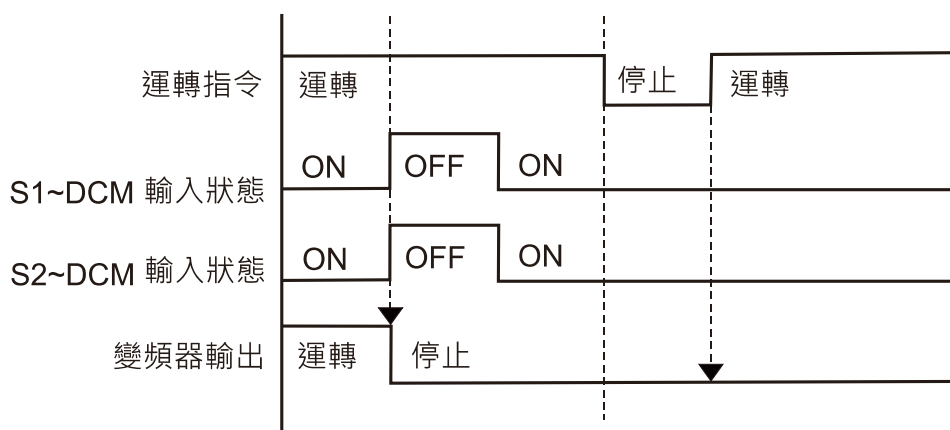 運轉指令 運轉 停止 運轉
S1~DCM 輸入狀態 ON OFF ON
S2~DCM 輸入狀態 ON OFF ON
變頻器輸出 運轉 停止